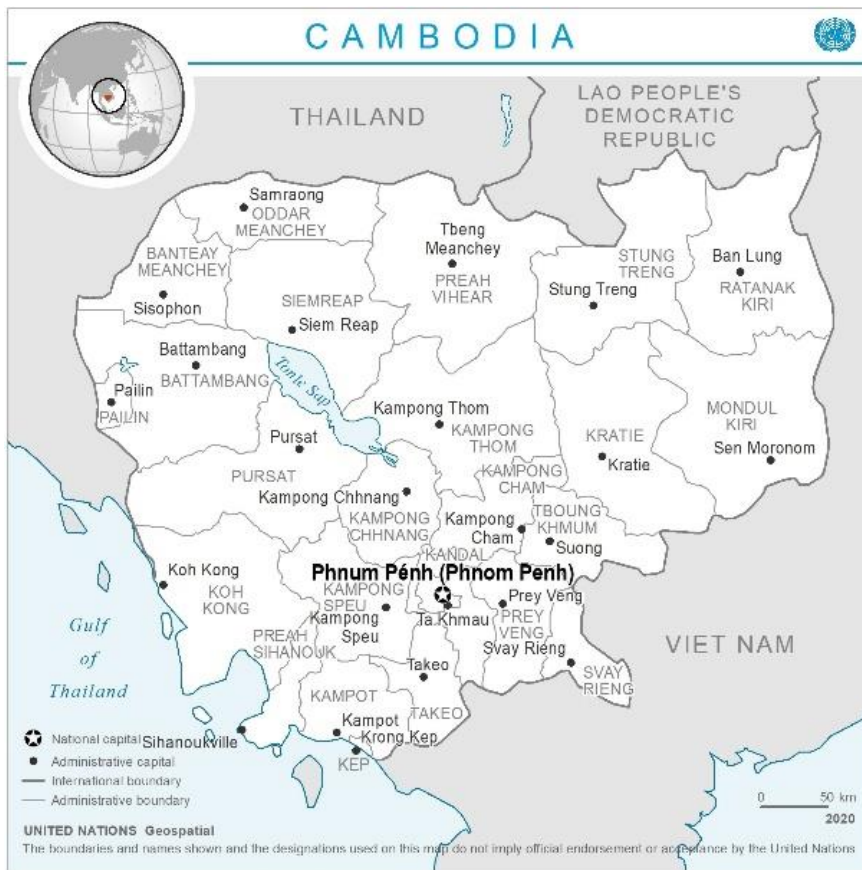 CAMBODIA
THAILAND
LAO PEOPLE'S
DEMOCRATIC
REPUBLIC
Samraong
ODDAR
MEANCHEY
BANTEAY
MEANCHEY
Sisophon
SIEMREAP
Siem Reap
Tbeng
Meanchey
PREAH
VIHEAR
STUNG
TRENG
Stung Treng
Ban Lung
RATANAK
KIRI
Battambang
BATTAMBANG
Tonle Sap
Pailin
PAILIN
Kampong Thom
KAMPONG
THOM
KRATIE
Kratie
MONDUL
KIRI
Sen Moronom
Pursat
PURSAT
Kampong Chhnang
KAMPONG
CHHNANG
KAMPONG
CHAM
Kampong
Cham
TBOUNG
KHMUM
Suong
KANDAL
Phnum Pénh (Phnom Penh)
Koh Kong
KOH
KONG
KAMPONG
SPEU
Kampong
Speu
Ta Khmau
Prey Veng
PREY
VENG
Svay Rieng
SVAY
RIENG
VIET NAM
PREAH
SIHANOUK
Takeo
TAKEO
KAMPOT
Kampot
Krong Kep
KEP
Sihanoukville
Gulf
of
Thailand
National capital
Administrative capital
International boundary
Administrative boundary
0 50 km
2020
UNITED NATIONS Geospatial
The boundaries and names shown and the designations used on this map do not imply official endorsement or acceptance by the United Nations